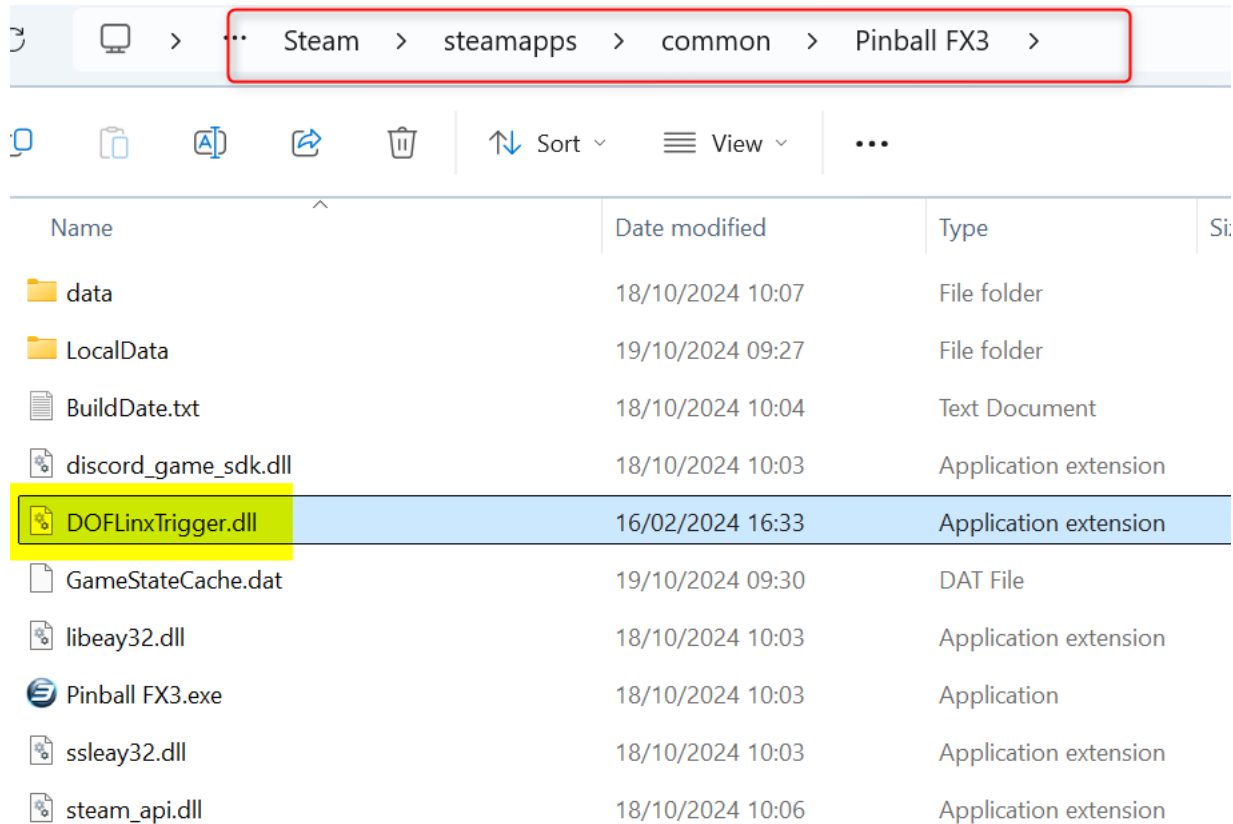 Steam > steamapps > common > Pinball FX3 >
Sort View
Name Date modified Type
data 18/10/2024 10:07 File folder
LocalData 19/10/2024 09:27 File folder
BuildDate.txt 18/10/2024 10:04 Text Document
discord_game_sdk.dll 18/10/2024 10:03 Application extension
DOFLinxTrigger.dll 16/02/2024 16:33 Application extension
GameStateCache.dat 19/10/2024 09:30 DAT File
libeay32.dll 18/10/2024 10:03 Application extension
Pinball FX3.exe 18/10/2024 10:03 Application
ssleay32.dll 18/10/2024 10:03 Application extension
steam_api.dll 18/10/2024 10:06 Application extension